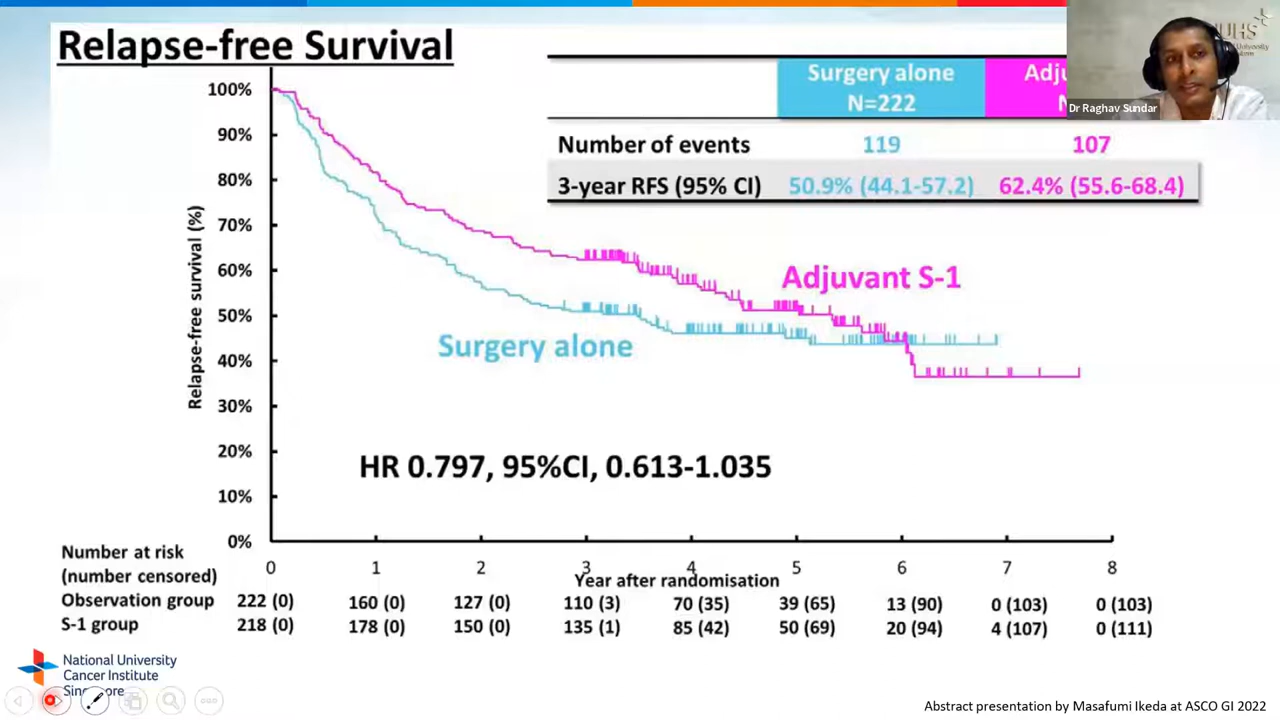 Relapse-free Survival
Surgery alone
N=222
Number of events 119 107
3-year RFS (95% CI) 50.9% (44.1-57.2) 62.4% (55.6-68.4)
Dr Raghav Sundar
100%
90%
80%
70%
60%
50%
40%
30%
20%
10%
0%
Relapse-free survival (%)
Adjuvant S-1
Surgery alone
HR 0.797, 95%CI, 0.613-1.035
0 1 2 3 4 5 6 7 8
Year after randomisation
Number at risk
(number censored)
Observation group 222 (0) 160 (0) 127 (0) 110 (3) 70 (35) 39 (65) 13 (90) 0 (103) 0 (103)
S-1 group 218 (0) 178 (0) 150 (0) 135 (1) 85 (42) 50 (69) 20 (94) 4 (107) 0 (111)
National University
Cancer Institute
Abstract presentation by Masafumi Ikeda at ASCO GI 2022